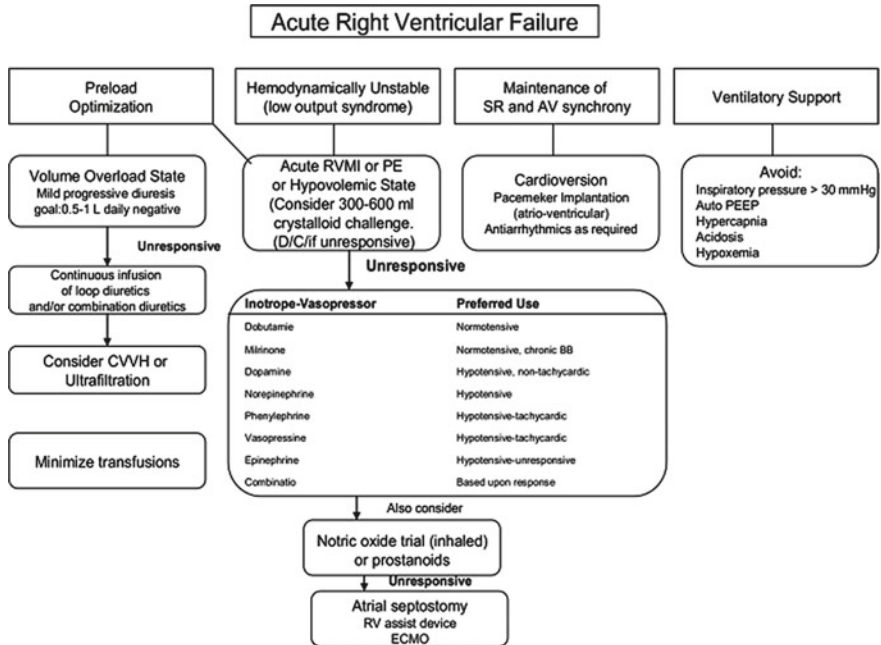 Acute Right Ventricular Failure
Preload
Optimization
Hemodynamically Unstable
(low output syndrome)
Maintenance of
SR and AV synchrony
Ventilatory Support
Volume Overload State
Mild progressive diuresis
goal:0.5-1 L daily negative
Unresponsive
Continuous infusion
of loop diuretics
and/or combination diuretics
Consider CVVH or
Ultrafiltration
Minimize transfusions
Acute RVMI or PE
or Hypovolemic State
(Consider 300-600 ml
crystalloid challenge.
(D/C/if unresponsive)
Unresponsive
Cardioversion
Pacemeker Implantation
(atrio-ventricular)
Antiarrhythmics as required
Avoid:
Inspiratory pressure > 30 mmHg
Auto PEEP
Hypercapnia
Acidosis
Hypoxemia
Inotrope-Vasopressor Preferred Use
Dobutamie Normotensive
Milrinone Normotensive, chronic BB
Dopamine Hypotensive, non-tachycardic
Norepinephrine Hypotensive
Phenylephrine Hypotensive-tachycardic
Vasopressine Hypotensive-tachycardic
Epinephrine Hypotensive-unresponsive
Combinatio Based upon response
Also consider
Notric oxide trial (inhaled)
or prostanoids
Unresponsive
Atrial septostomy
RV assist device
ECMO